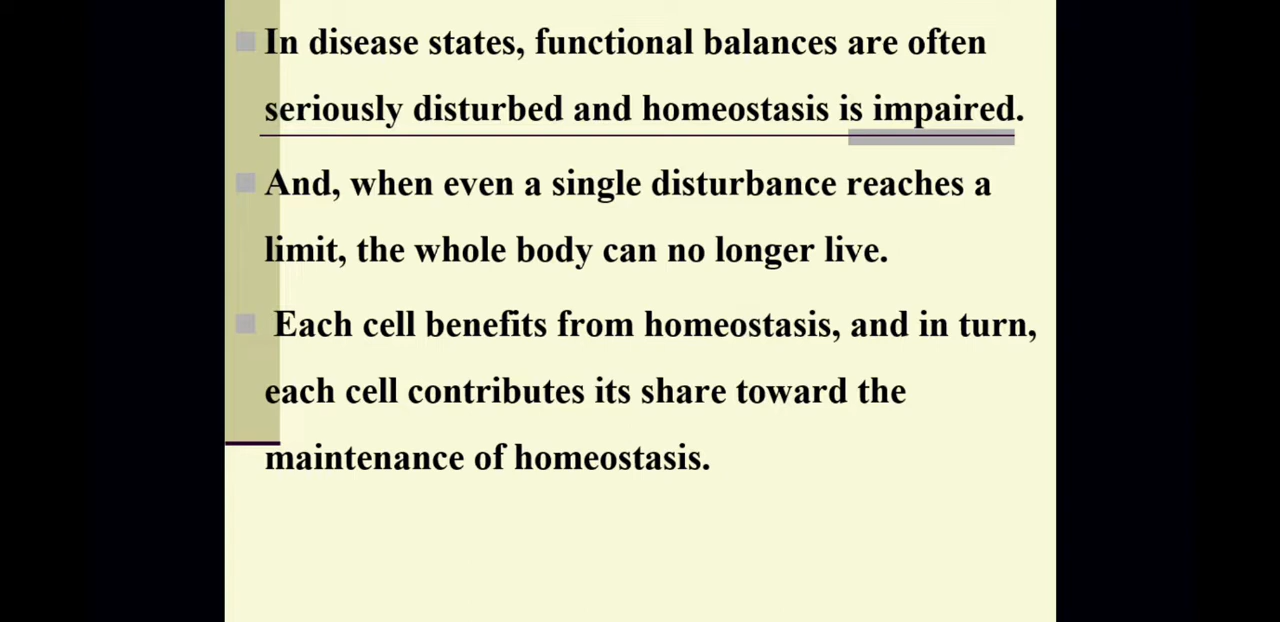 In disease states, functional balances are often
seriously disturbed and homeostasis is impaired.
And, when even a single disturbance reaches a
limit, the whole body can no longer live.
Each cell benefits from homeostasis, and in turn,
each cell contributes its share toward the
maintenance of homeostasis.